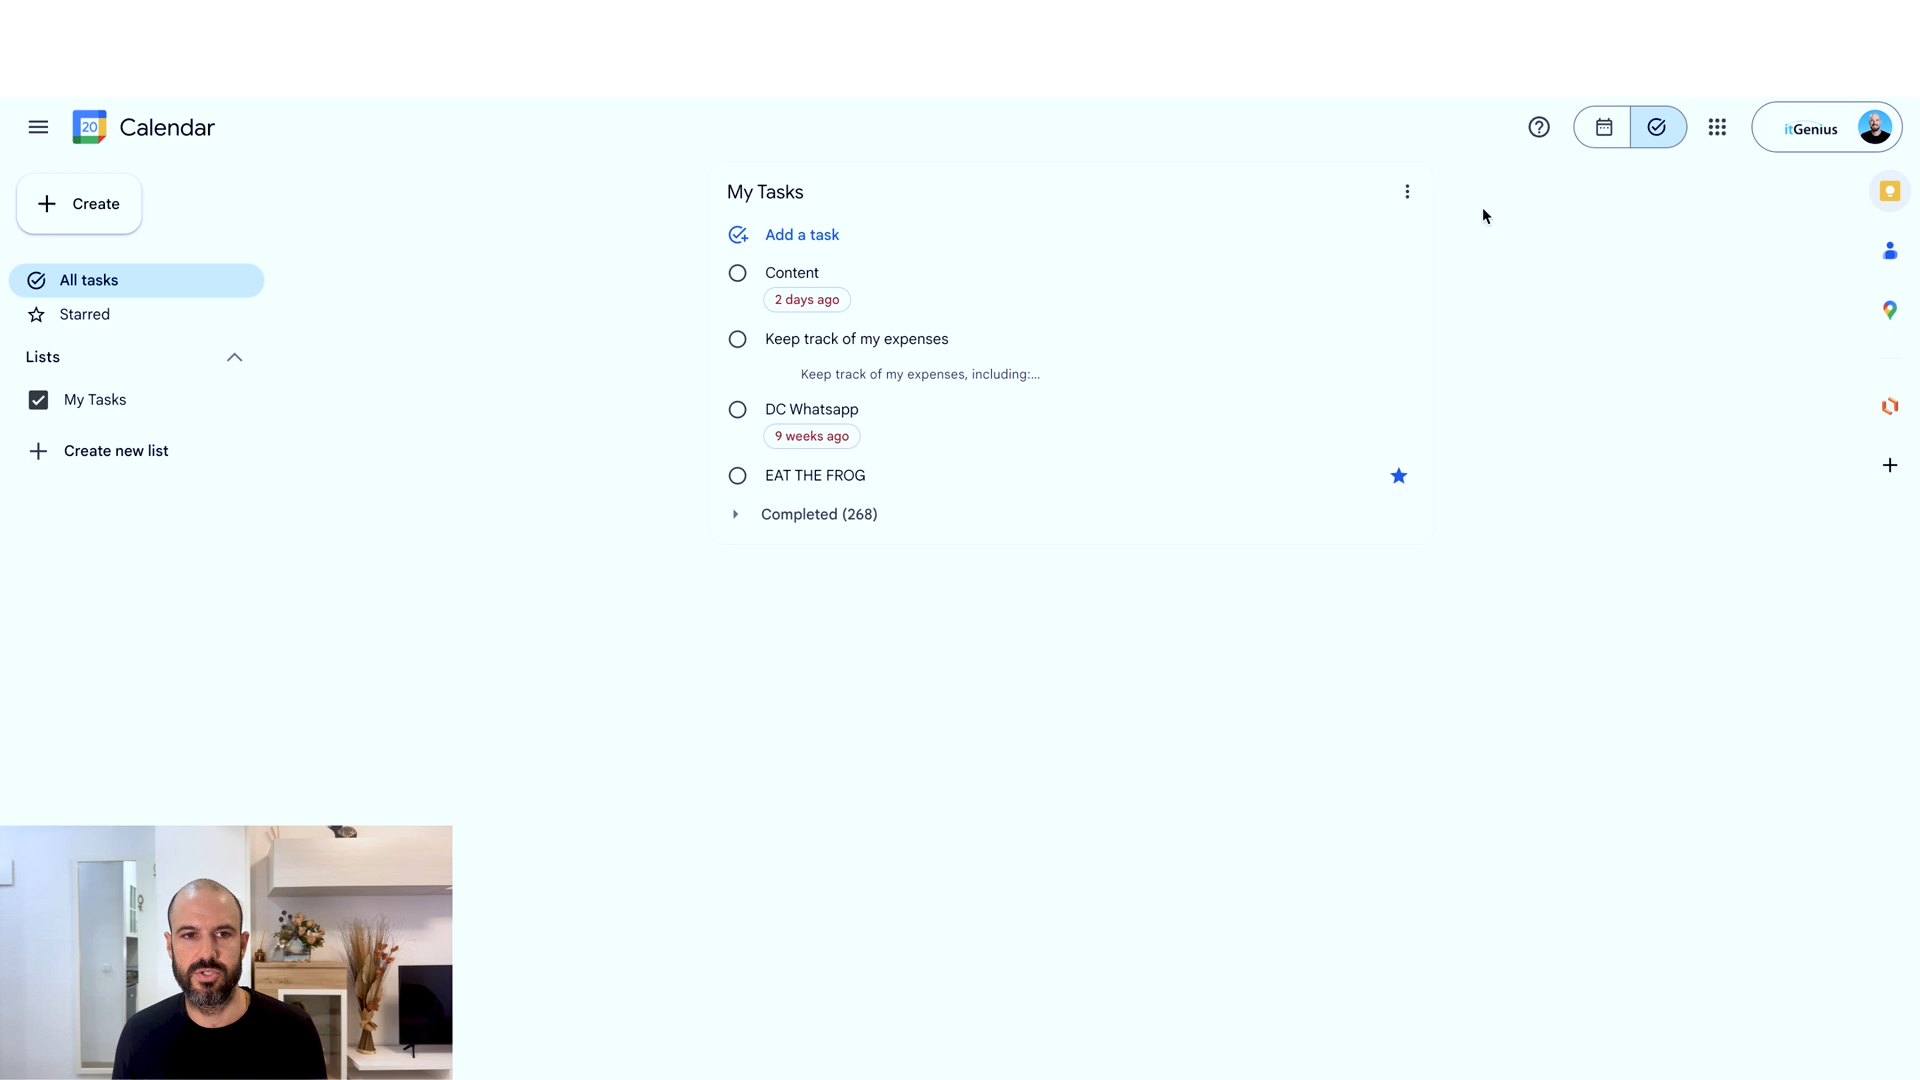 20
Calendar
itGenius
Create
All tasks
Starred
Lists
My Tasks
Create new list
My Tasks
Add a task
Content
2 days ago
Keep track of my expenses
Keep track of my expenses, including:...
DC Whatsapp
9 weeks ago
EAT THE FROG
Completed (268)